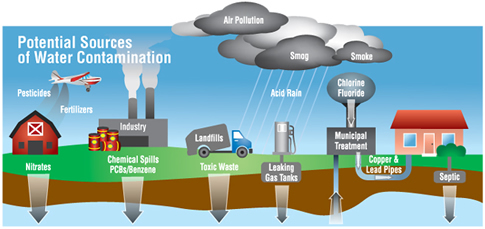 Potential Sources
of Water Contamination
Air Pollution
Smog
Smoke
Pesticides
Fertilizers
Acid Rain
Chlorine
Fluoride
Industry
Landfills
Municipal
Treatment
Nitrates
Chemical Spills
PCBs/Benzene
Toxic Waste
Leaking
Gas Tanks
Copper &
Lead Pipes
Septic